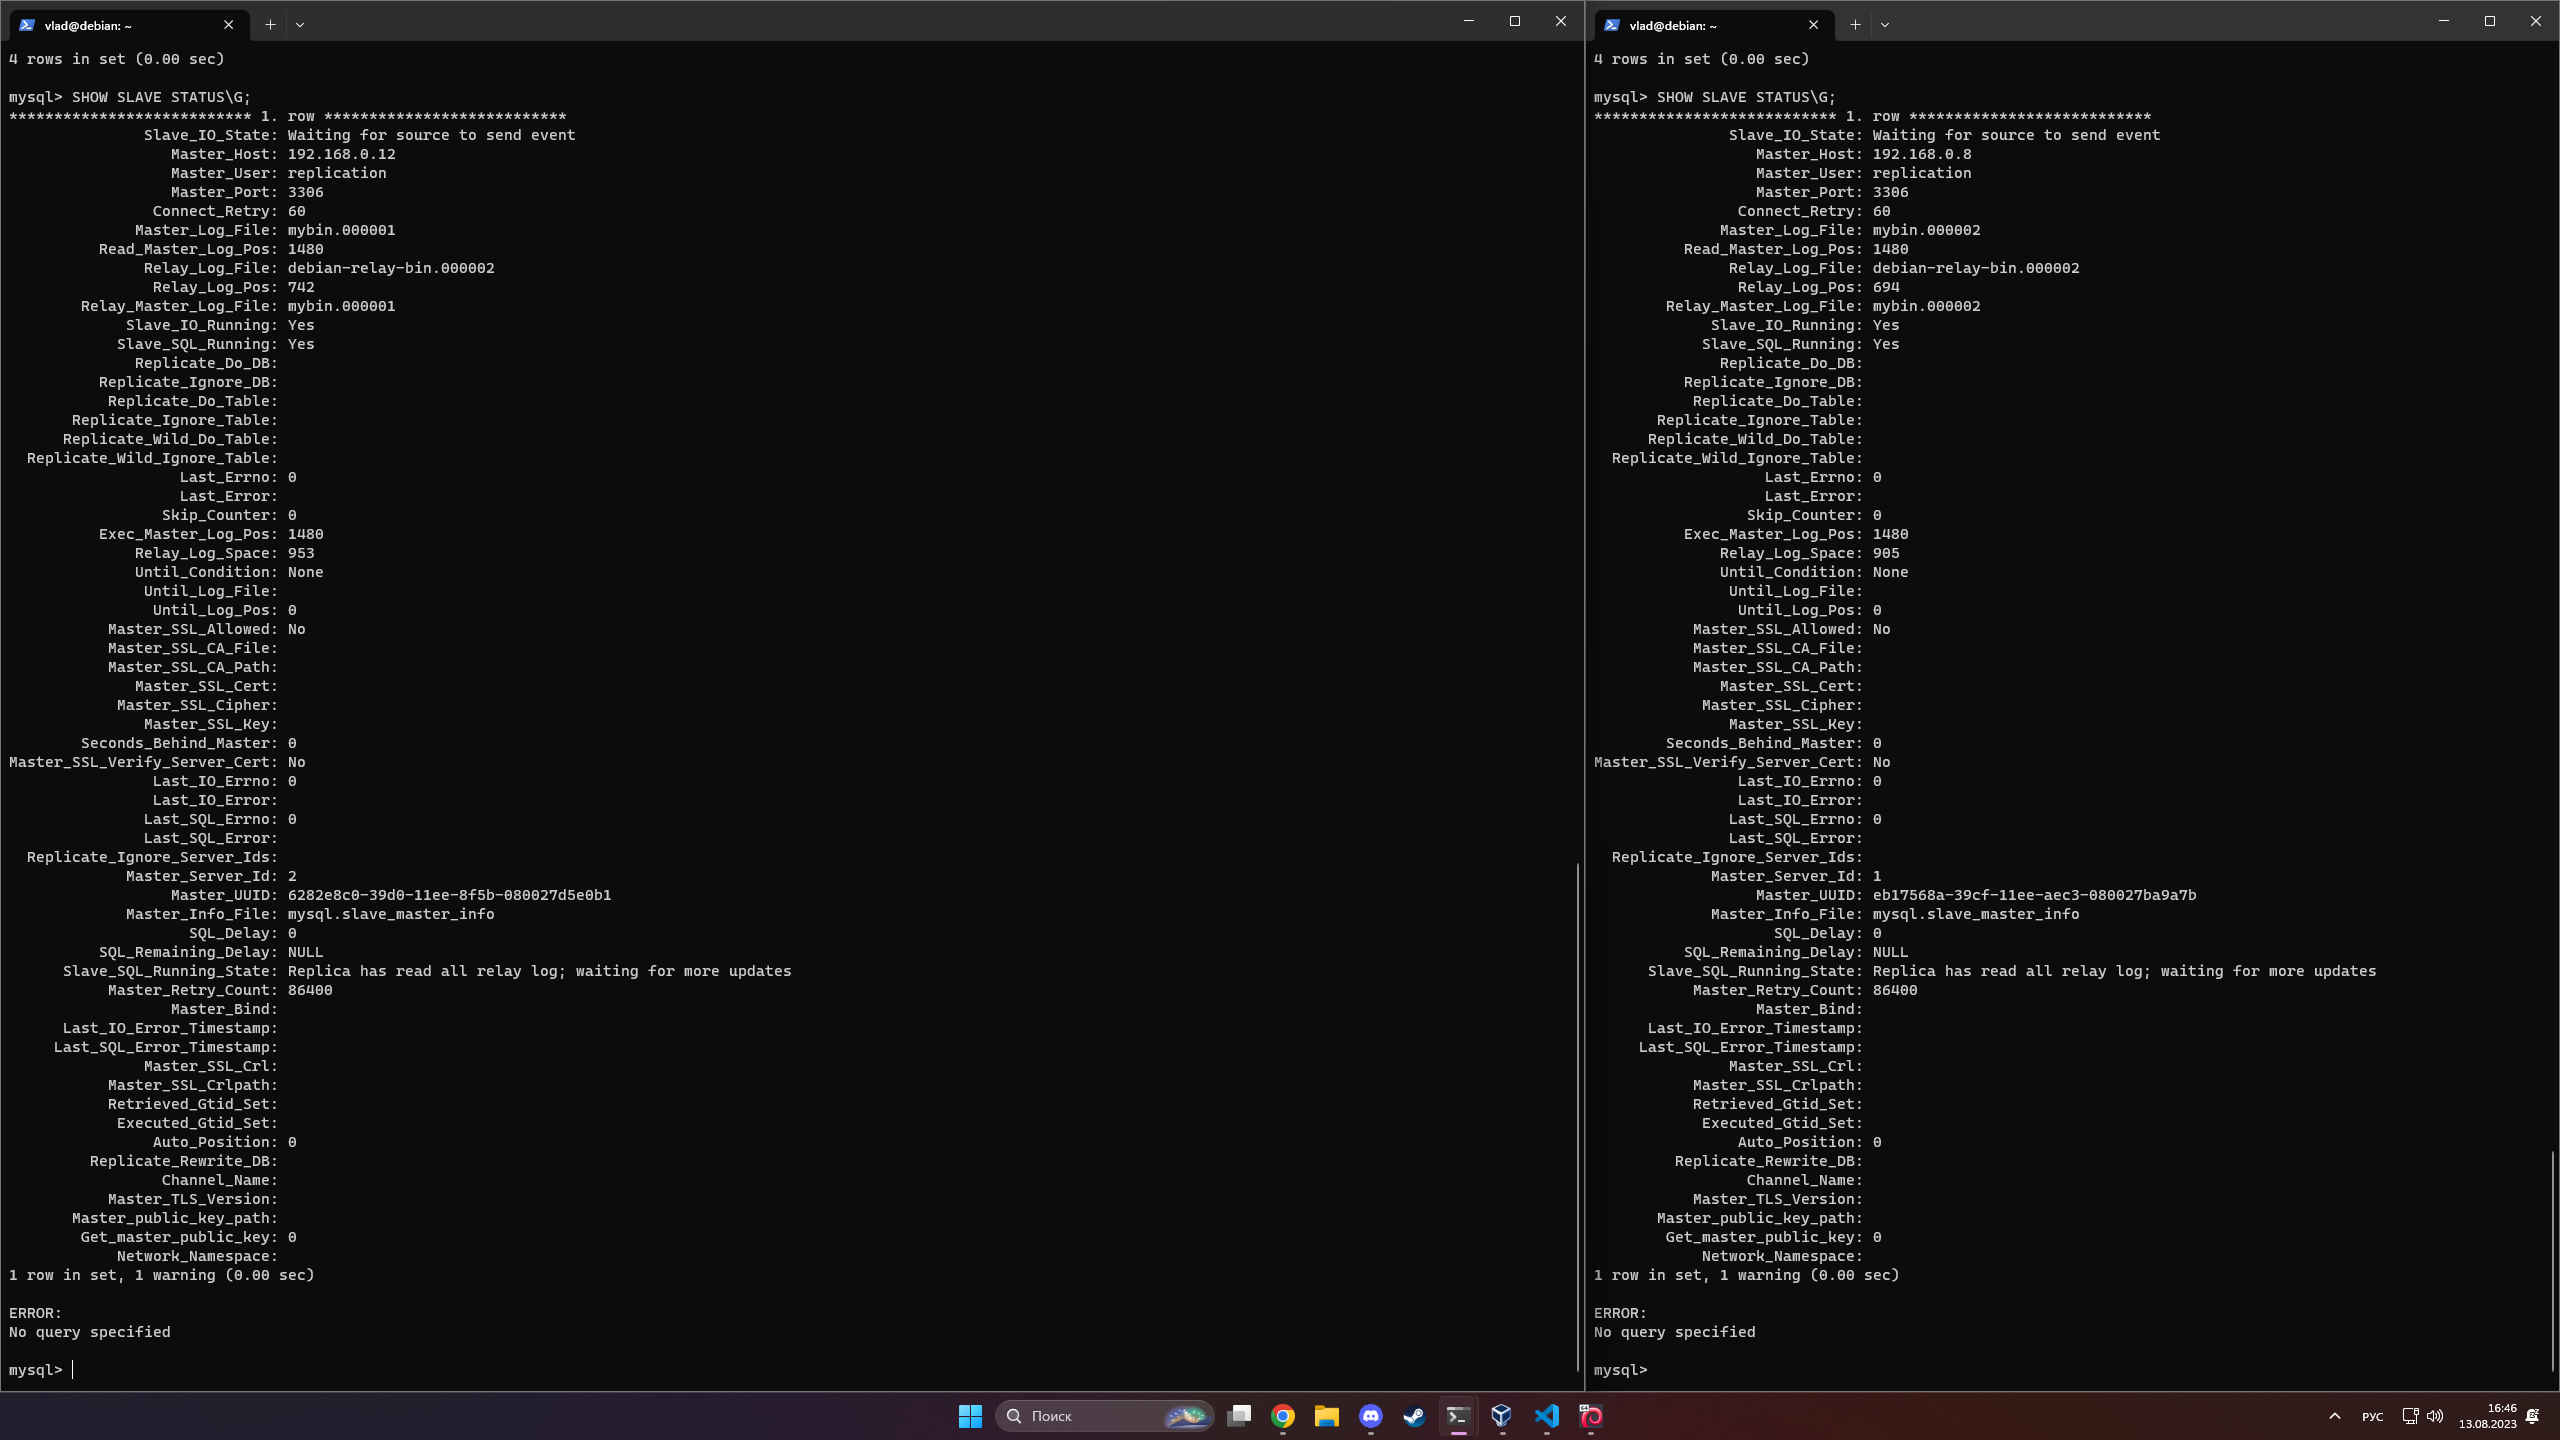 vlad@debian: ~
4 rows in set (0.00 sec)
mysql> SHOW SLAVE STATUS\G;
*************************** 1. row ***************************
Slave_IO_State: Waiting for source to send event
Master_Host: 192.168.0.12
Master_User: replication
Master_Port: 3306
Connect_Retry: 60
Master_Log_File: mybin.000001
Read_Master_Log_Pos: 1480
Relay_Log_File: debian-relay-bin.000002
Relay_Log_Pos: 742
Relay_Master_Log_File: mybin.000001
Slave_IO_Running: Yes
Slave_SQL_Running: Yes
Replicate_Do_DB:
Replicate_Ignore_DB:
Replicate_Do_Table:
Replicate_Ignore_Table:
Replicate_Wild_Do_Table:
Replicate_Wild_Ignore_Table:
Last_Errno: 0
Last_Error:
Skip_Counter: 0
Exec_Master_Log_Pos: 1480
Relay_Log_Space: 953
Until_Condition: None
Until_Log_File:
Until_Log_Pos: 0
Master_SSL_Allowed: No
Master_SSL_CA_File:
Master_SSL_CA_Path:
Master_SSL_Cert:
Master_SSL_Cipher:
Master_SSL_Key:
Seconds_Behind_Master: 0
Master_SSL_Verify_Server_Cert: No
Last_IO_Errno: 0
Last_IO_Error:
Last_SQL_Errno: 0
Last_SQL_Error:
Replicate_Ignore_Server_Ids:
Master_Server_Id: 2
Master_UUID: 6282e8c0-39d0-11ee-8f5b-080027d5e0b1
Master_Info_File: mysql.slave_master_info
SQL_Delay: 0
SQL_Remaining_Delay: NULL
Slave_SQL_Running_State: Replica has read all relay log; waiting for more updates
Master_Retry_Count: 86400
Master_Bind:
Last_IO_Error_Timestamp:
Last_SQL_Error_Timestamp:
Master_SSL_Crl:
Master_SSL_Crlpath:
Retrieved_Gtid_Set:
Executed_Gtid_Set:
Auto_Position: 0
Replicate_Rewrite_DB:
Channel_Name:
Master_TLS_Version:
Master_public_key_path:
Get_master_public_key: 0
Network_Namespace:
1 row in set, 1 warning (0.00 sec)
ERROR:
No query specified
mysql>
vlad@debian: ~
4 rows in set (0.00 sec)
mysql> SHOW SLAVE STATUS\G;
*************************** 1. row ***************************
Slave_IO_State: Waiting for source to send event
Master_Host: 192.168.0.8
Master_User: replication
Master_Port: 3306
Connect_Retry: 60
Master_Log_File: mybin.000002
Read_Master_Log_Pos: 1480
Relay_Log_File: debian-relay-bin.000002
Relay_Log_Pos: 694
Relay_Master_Log_File: mybin.000002
Slave_IO_Running: Yes
Slave_SQL_Running: Yes
Replicate_Do_DB:
Replicate_Ignore_DB:
Replicate_Do_Table:
Replicate_Ignore_Table:
Replicate_Wild_Do_Table:
Replicate_Wild_Ignore_Table:
Last_Errno: 0
Last_Error:
Skip_Counter: 0
Exec_Master_Log_Pos: 1480
Relay_Log_Space: 905
Until_Condition: None
Until_Log_File:
Until_Log_Pos: 0
Master_SSL_Allowed: No
Master_SSL_CA_File:
Master_SSL_CA_Path:
Master_SSL_Cert:
Master_SSL_Cipher:
Master_SSL_Key:
Seconds_Behind_Master: 0
Master_SSL_Verify_Server_Cert: No
Last_IO_Errno: 0
Last_IO_Error:
Last_SQL_Errno: 0
Last_SQL_Error:
Replicate_Ignore_Server_Ids:
Master_Server_Id: 1
Master_UUID: eb17568a-39cf-11ee-aec3-080027ba9a7b
Master_Info_File: mysql.slave_master_info
SQL_Delay: 0
SQL_Remaining_Delay: NULL
Slave_SQL_Running_State: Replica has read all relay log; waiting for more updates
Master_Retry_Count: 86400
Master_Bind:
Last_IO_Error_Timestamp:
Last_SQL_Error_Timestamp:
Master_SSL_Crl:
Master_SSL_Crlpath:
Retrieved_Gtid_Set:
Executed_Gtid_Set:
Auto_Position: 0
Replicate_Rewrite_DB:
Channel_Name:
Master_TLS_Version:
Master_public_key_path:
Get_master_public_key: 0
Network_Namespace:
1 row in set, 1 warning (0.00 sec)
ERROR:
No query specified
mysql>
Поиск
РУС
16:46
13.08.2023